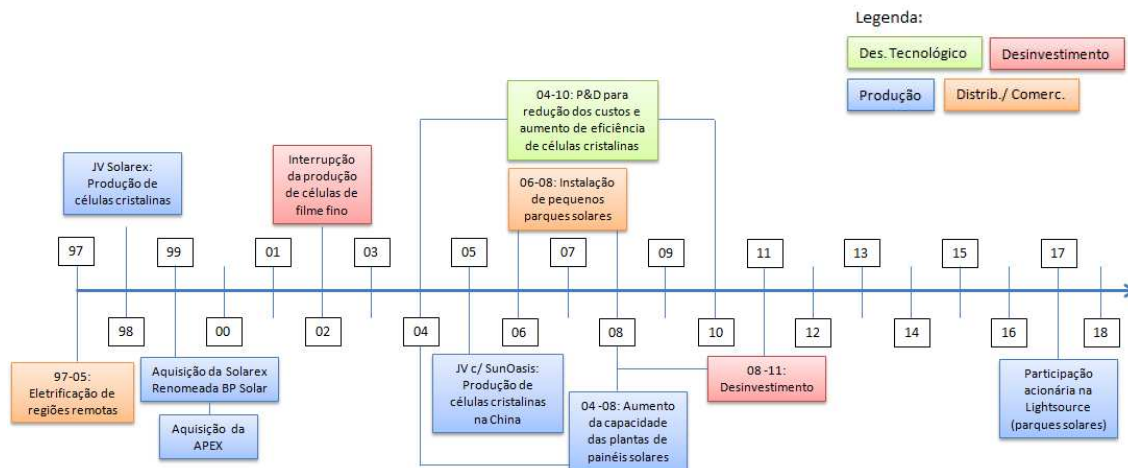 Legenda:
Des. Tecnológico
Desinvestimento
Produção
Distrib./ Comerc.
04-10: P&D para
redução dos custos e
aumento de eficiência
de células cristalinas
JV Solarex:
Produção de
células cristalinas
Interrupção
da produção
de células de
filme fino
06-08: Instalação
de pequenos
parques solares
97
99
01
03
05
07
09
11
13
15
17
98
00
02
04
06
08
10
12
14
16
18
97-05:
Eletrificação de
regiões remotas
Aquisição da Solarex
Renomeada BP Solar
Aquisição da
APEX
JV c/ SunOasis:
Produção de
células cristalinas
na China
04 -08: Aumento
da capacidade
das plantas de
painéis solares
08 -11:
Desinvestimento
Participação
acionária na
Lightsource
(parques solares)